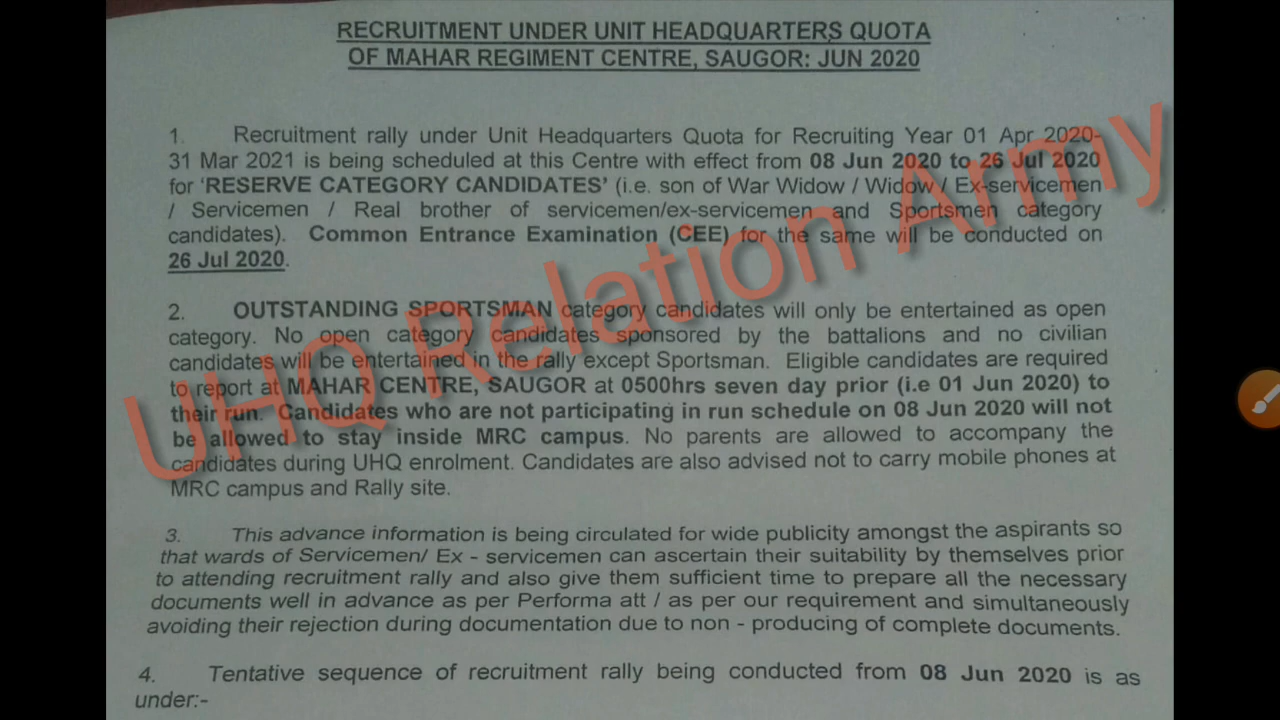 RECRUITMENT UNDER UNIT HEADQUARTERS QUOTA
OF MAHAR REGIMENT CENTRE, SAUGOR: JUN 2020
1. Recruitment rally under Unit Headquarters Quota for Recruiting Year 01 Apr 2020-
31 Mar 2021 is being scheduled at this Centre with effect from 08 Jun 2020 to 26 Jul 2020
for ‘RESERVE CATEGORY CANDIDATES’ (i.e. son of War Widow / Widow / Ex-servicemen
/ Servicemen / Real brother of servicemen/ex-servicemen and Sportsmen category
candidates). Common Entrance Examination (CEE) for the same will be conducted on
26 Jul 2020.
2. OUTSTANDING SPORTSMAN category candidates will only be entertained as open
category. No open category candidates sponsored by the battalions and no civilian
candidates will be entertained in the rally except Sportsman. Eligible candidates are required
to report at MAHAR CENTRE, SAUGOR at 0500hrs seven day prior (i.e 01 Jun 2020) to
their run. Candidates who are not participating in run schedule on 08 Jun 2020 will not
be allowed to stay inside MRC campus. No parents are allowed to accompany the
candidates during UHQ enrolment. Candidates are also advised not to carry mobile phones at
MRC campus and Rally site.
3. This advance information is being circulated for wide publicity amongst the aspirants so
that wards of Servicemen/ Ex - servicemen can ascertain their suitability by themselves prior
to attending recruitment rally and also give them sufficient time to prepare all the necessary
documents well in advance as per Performa att / as per our requirement and simultaneously
avoiding their rejection during documentation due to non - producing of complete documents.
4. Tentative sequence of recruitment rally being conducted from 08 Jun 2020 is as
under:-
UHQ Relation Army